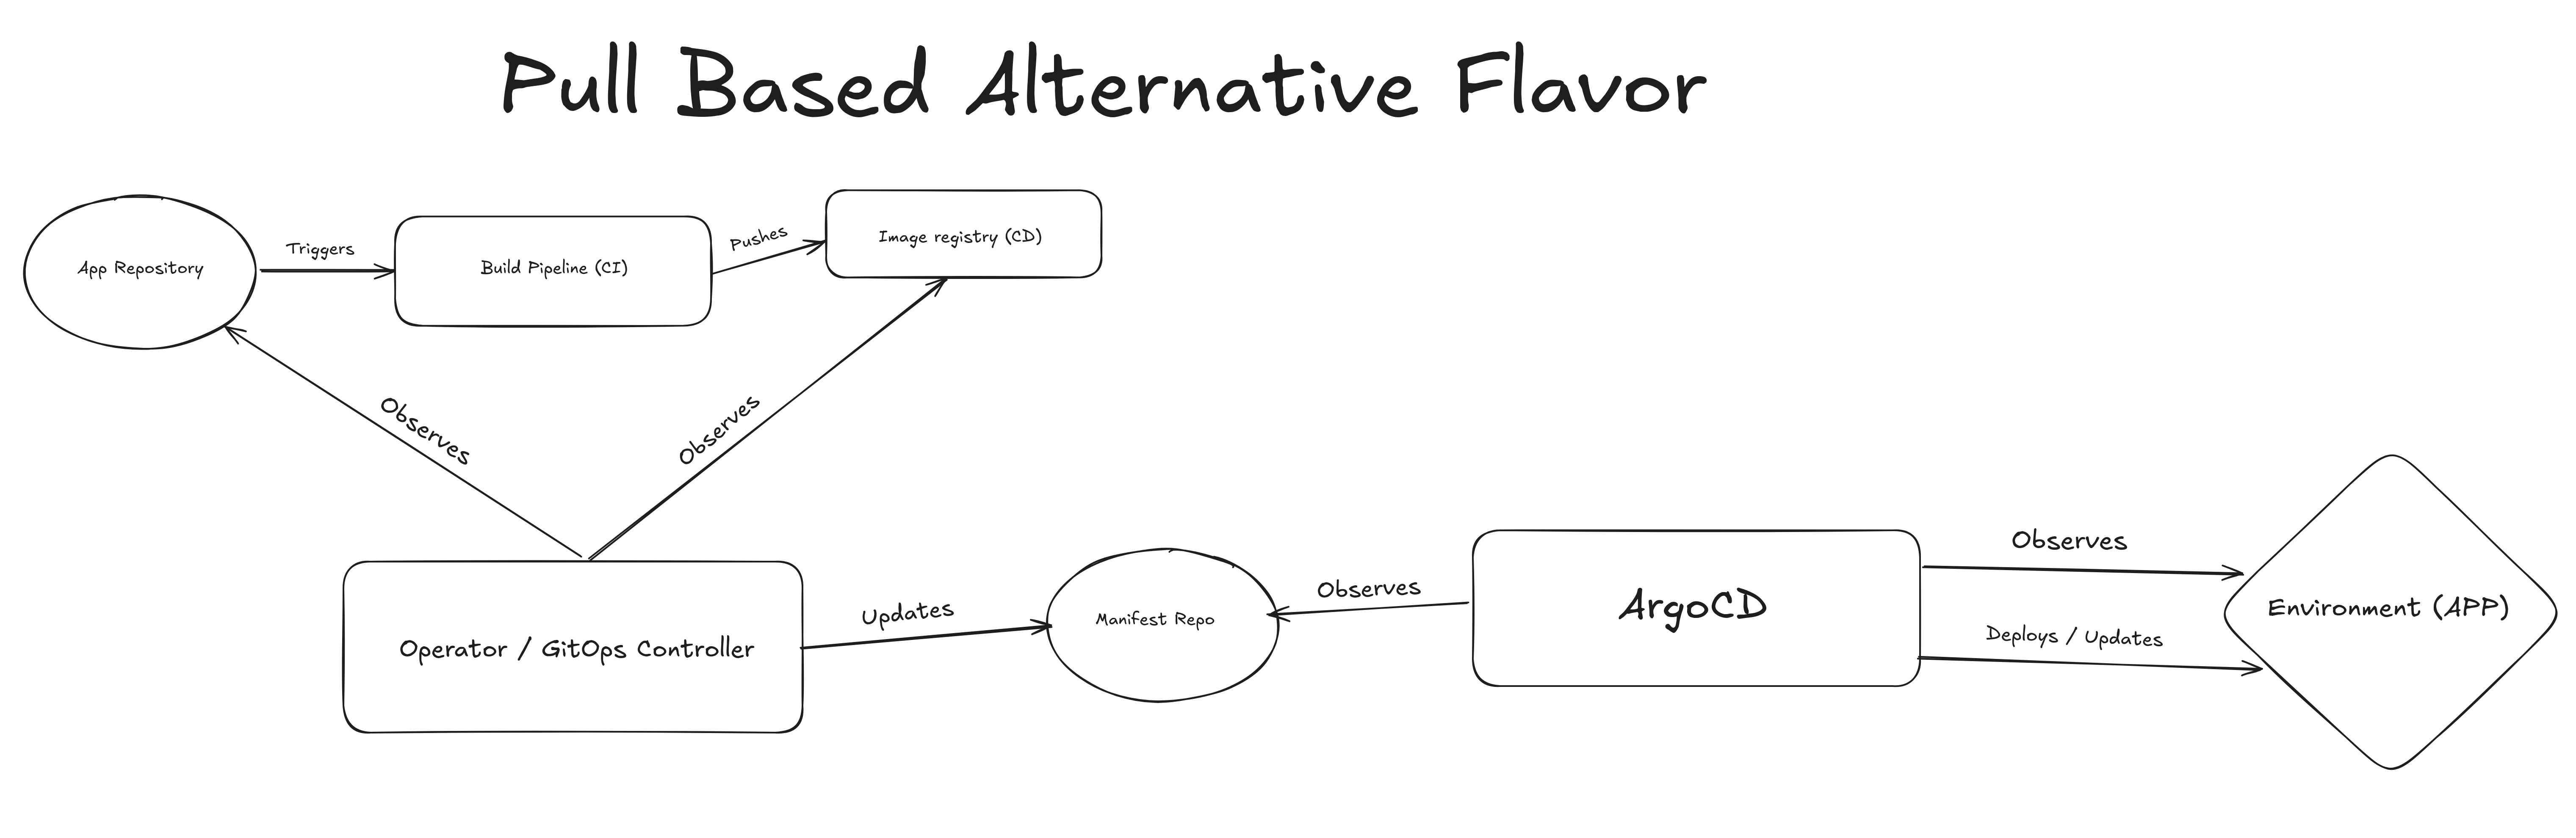 Pull Based Alternative Flavor
App Repository
Triggers
Build Pipeline (CI)
Pushes
Image registry (CD)
Observes
Observes
Operator / GitOps Controller
Updates
Manifest Repo
Observes
ArgoCD
Observes
Deploys / Updates
Environment (APP)